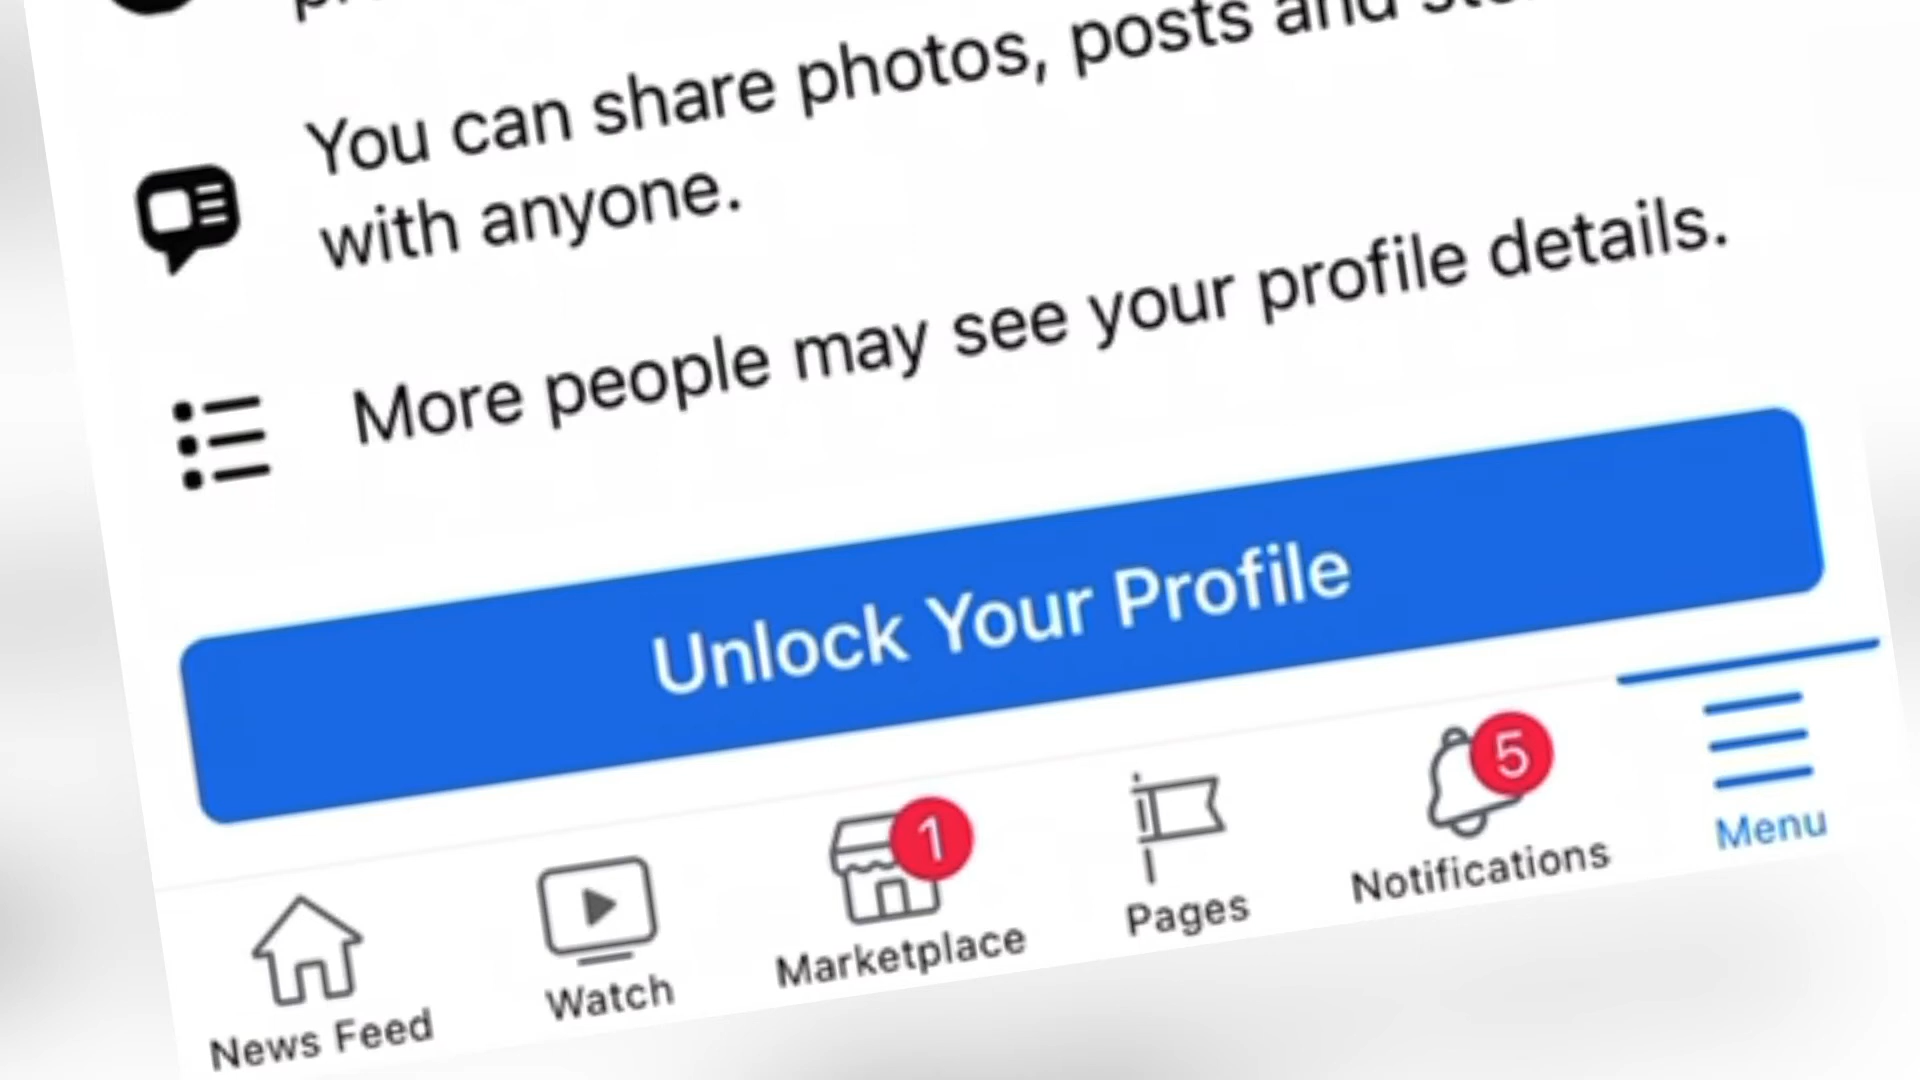 You can share photos, posts and
with anyone.
More people may see your profile details.
Unlock Your Profile
1
5
News Feed
Watch
Marketplace
Pages
Notifications
Menu